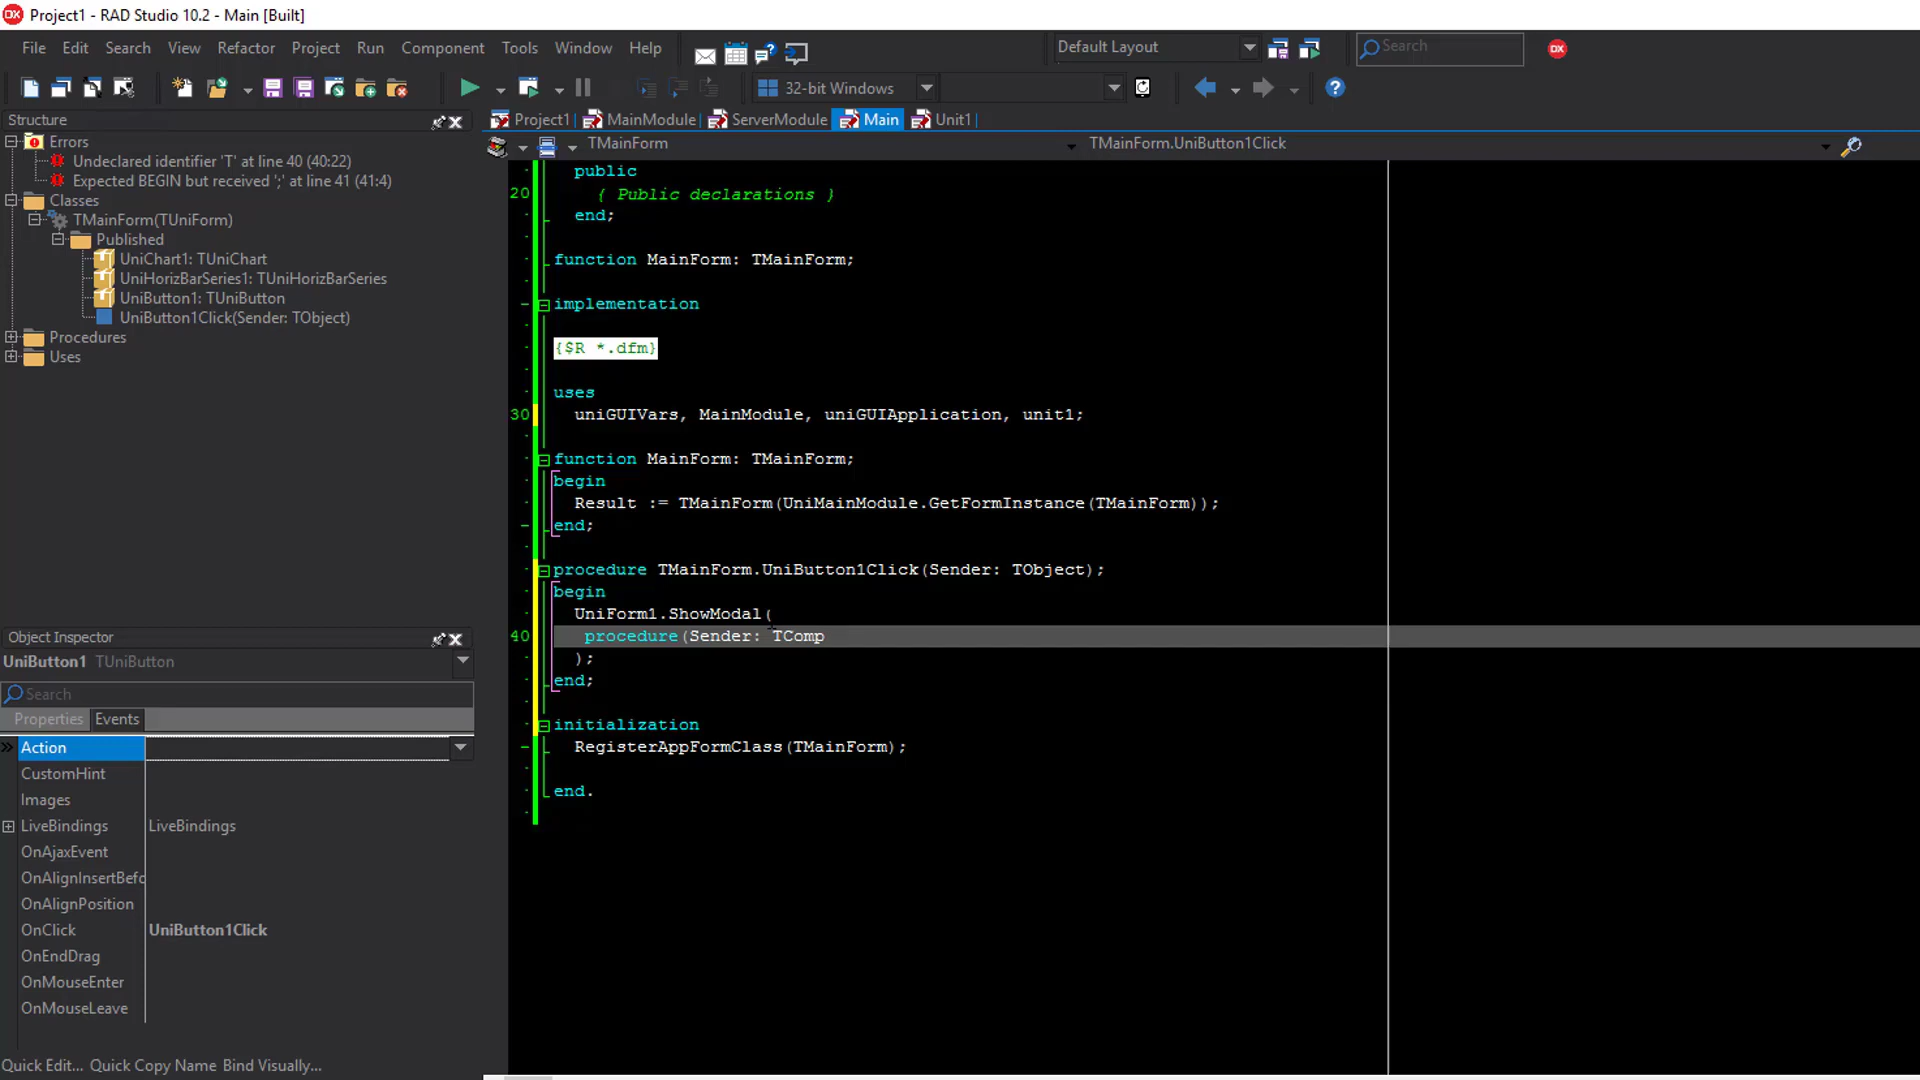 Project1 - RAD Studio 10.2 - Main [Built]
File Edit Search View Refactor Project Run Component Tools Window Help
Default Layout
Search
32-bit Windows
Structure
Project1 MainModule ServerModule Main Unit1
TMainForm TMainForm.UniButton1Click
Errors
Undeclared identifier 'T' at line 40 (40:22)
Expected BEGIN but received ';' at line 41 (41:4)
Classes
TMainForm(TUniForm)
Published
UniChart1: TUniChart
UniHorizBarSeries1: TUniHorizBarSeries
UniButton1: TUniButton
UniButton1Click(Sender: TObject)
Procedures
Uses
Object Inspector
UniButton1 TUniButton
Search
Properties Events
Action
CustomHint
Images
LiveBindings LiveBindings
OnAjaxEvent
OnAlignInsertBefo
OnAlignPosition
OnClick UniButton1Click
OnEndDrag
OnMouseEnter
OnMouseLeave
Quick Edit... Quick Copy Name Bind Visually...
public
20 { Public declarations }
end;
function MainForm: TMainForm;
implementation
{$R *.dfm}
uses
30 uniGUIVars, MainModule, uniGUIApplication, unit1;
function MainForm: TMainForm;
begin
Result := TMainForm(UniMainModule.GetFormInstance(TMainForm));
end;
procedure TMainForm.UniButton1Click(Sender: TObject);
begin
UniForm1.ShowModal(
40 procedure(Sender: TComp
);
end;
initialization
RegisterAppFormClass(TMainForm);
end.